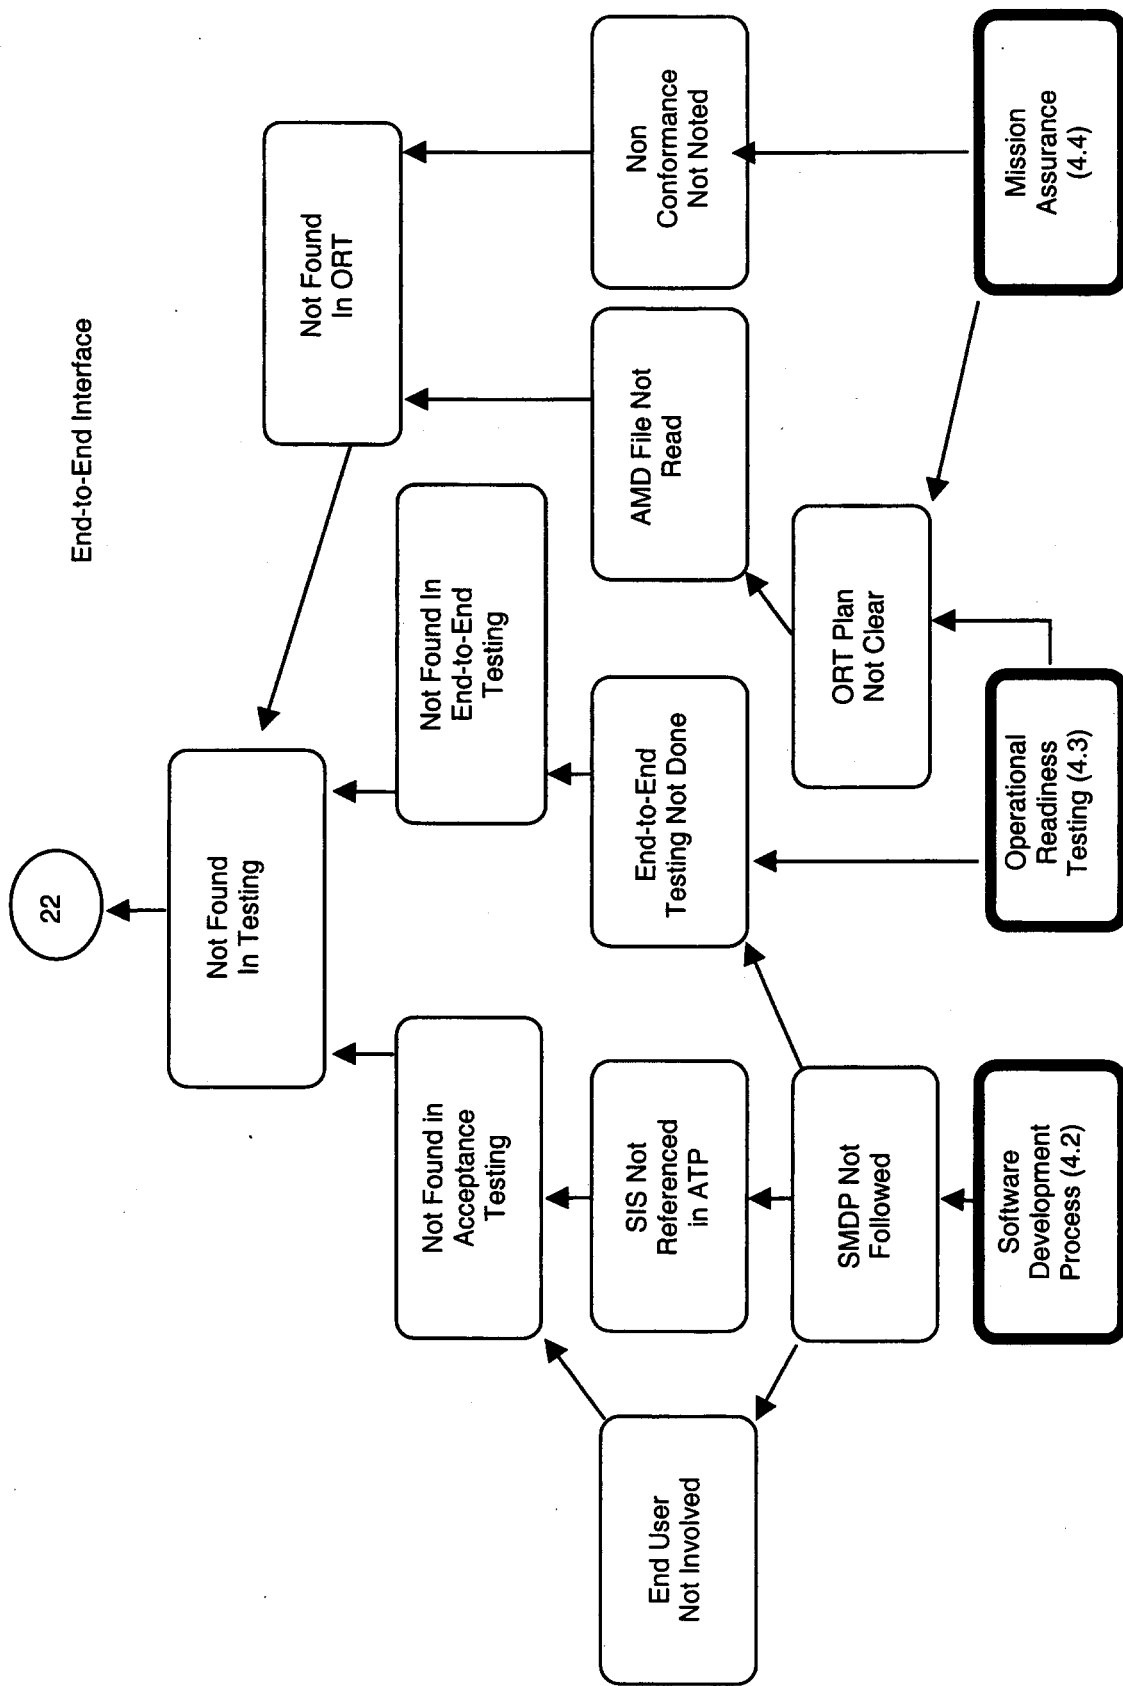 End-to-End Interface
22
Not Found
In Testing
Not Found
In ORT
Not Found in
Acceptance
Testing
Not Found In
End-to-End
Testing
End User
Not Involved
SIS Not
Referenced
in ATP
End-to-End
Testing Not Done
AMD File Not
Read
Non
Conformance
Not Noted
SMDP Not
Followed
ORT Plan
Not Clear
Software
Development
Process (4.2)
Operational
Readiness
Testing (4.3)
Mission
Assurance
(4.4)